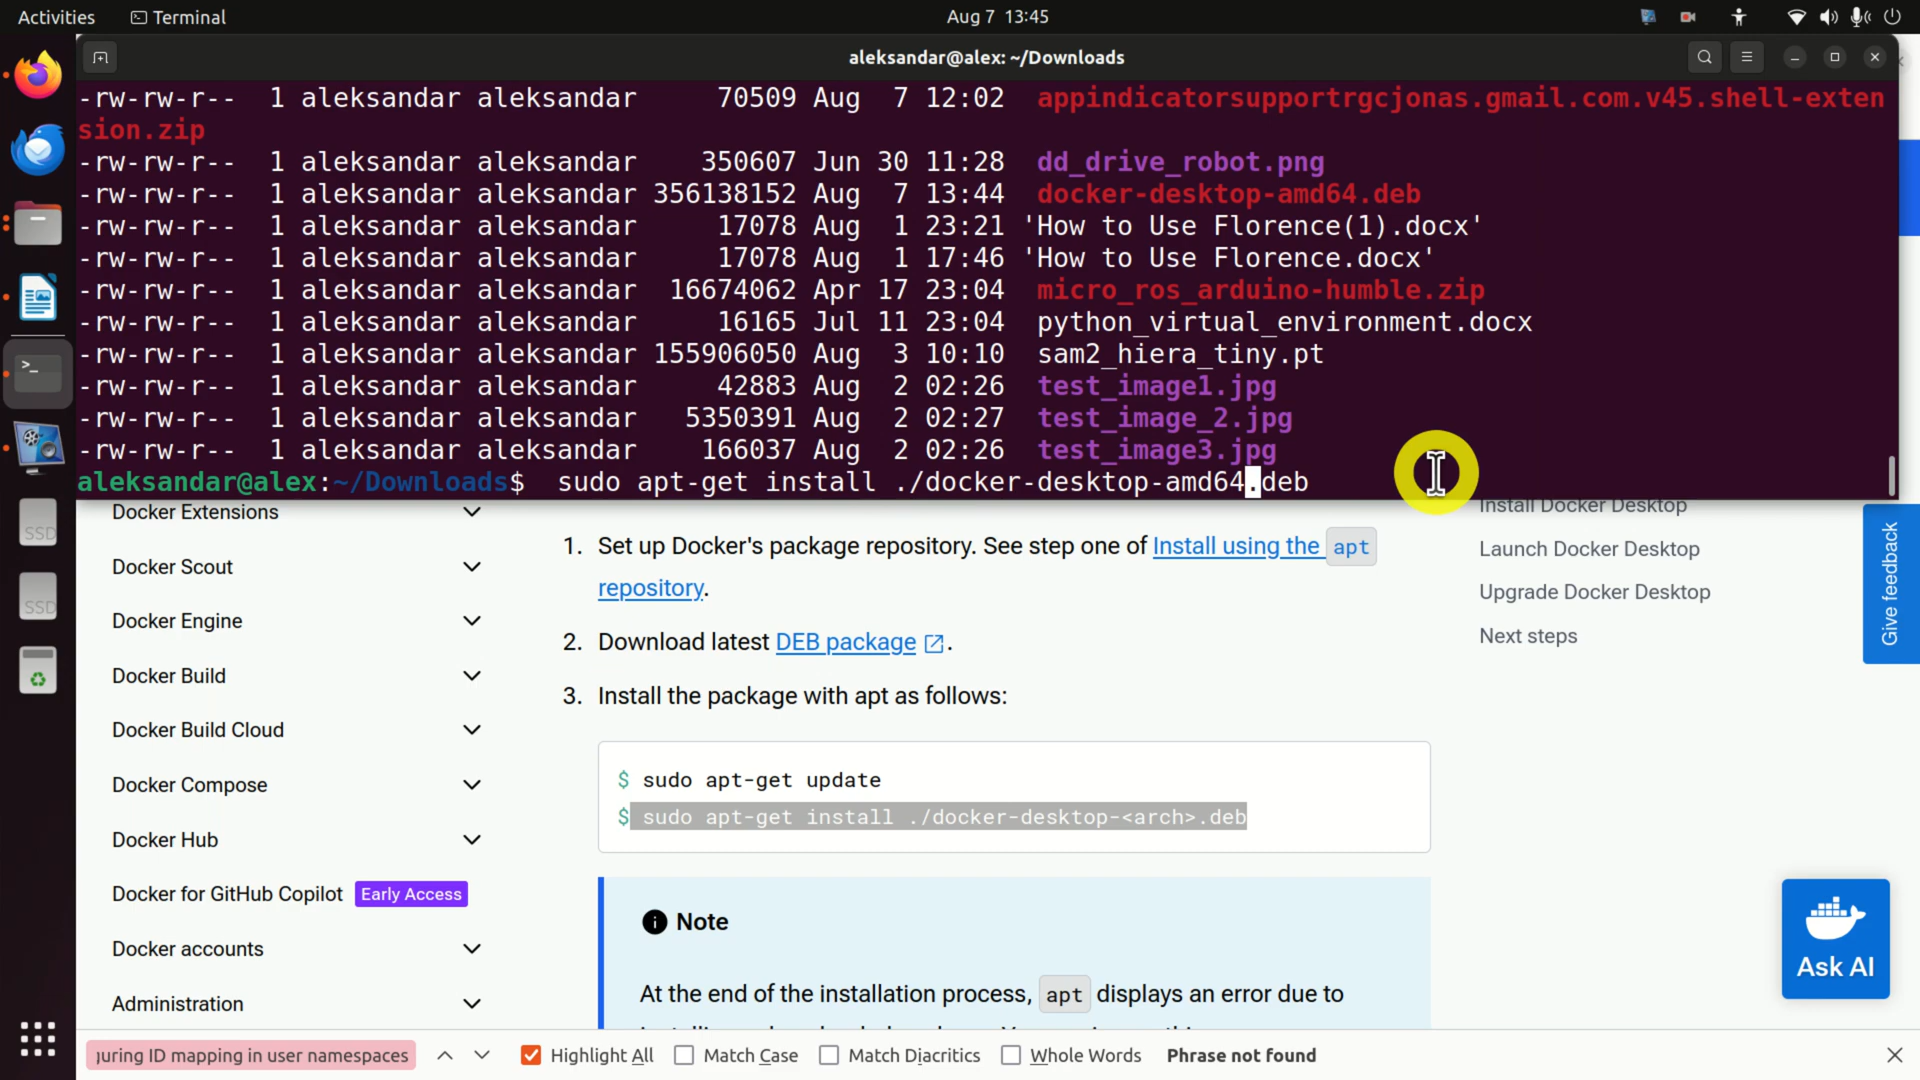 Activities
Terminal
Aug 7 13:45
aleksandar@alex: ~/Downloads
-rw-rw-r-- 1 aleksandar aleksandar 70509 Aug 7 12:02 appindicatorsupportrgcjonas.gmail.com.v45.shell-exten
sion.zip
-rw-rw-r-- 1 aleksandar aleksandar 350607 Jun 30 11:28 dd_drive_robot.png
-rw-rw-r-- 1 aleksandar aleksandar 356138152 Aug 7 13:44 docker-desktop-amd64.deb
-rw-rw-r-- 1 aleksandar aleksandar 17078 Aug 1 23:21 'How to Use Florence(1).docx'
-rw-rw-r-- 1 aleksandar aleksandar 17078 Aug 1 17:46 'How to Use Florence.docx'
-rw-rw-r-- 1 aleksandar aleksandar 16674062 Apr 17 23:04 micro_ros_arduino-humble.zip
-rw-rw-r-- 1 aleksandar aleksandar 16165 Jul 11 23:04 python_virtual_environment.docx
-rw-rw-r-- 1 aleksandar aleksandar 155906050 Aug 3 10:10 sam2_hiera_tiny.pt
-rw-rw-r-- 1 aleksandar aleksandar 42883 Aug 2 02:26 test_image1.jpg
-rw-rw-r-- 1 aleksandar aleksandar 5350391 Aug 2 02:27 test_image_2.jpg
-rw-rw-r-- 1 aleksandar aleksandar 166037 Aug 2 02:26 test_image3.jpg
aleksandar@alex:~/Downloads$ sudo apt-get install ./docker-desktop-amd64.deb
SSD
SSD
Docker Extensions
Docker Scout
Docker Engine
Docker Build
Docker Build Cloud
Docker Compose
Docker Hub
Docker for GitHub Copilot Early Access
Docker accounts
Administration
1. Set up Docker's package repository. See step one of Install using the apt
repository.
2. Download latest DEB package.
3. Install the package with apt as follows:
$ sudo apt-get update
$ sudo apt-get install ./docker-desktop-<arch>.deb
Note
At the end of the installation process, apt displays an error due to
Install Docker Desktop
Launch Docker Desktop
Upgrade Docker Desktop
Next steps
Give feedback
Ask AI
uring ID mapping in user namespaces
Highlight All
Match Case
Match Diacritics
Whole Words
Phrase not found